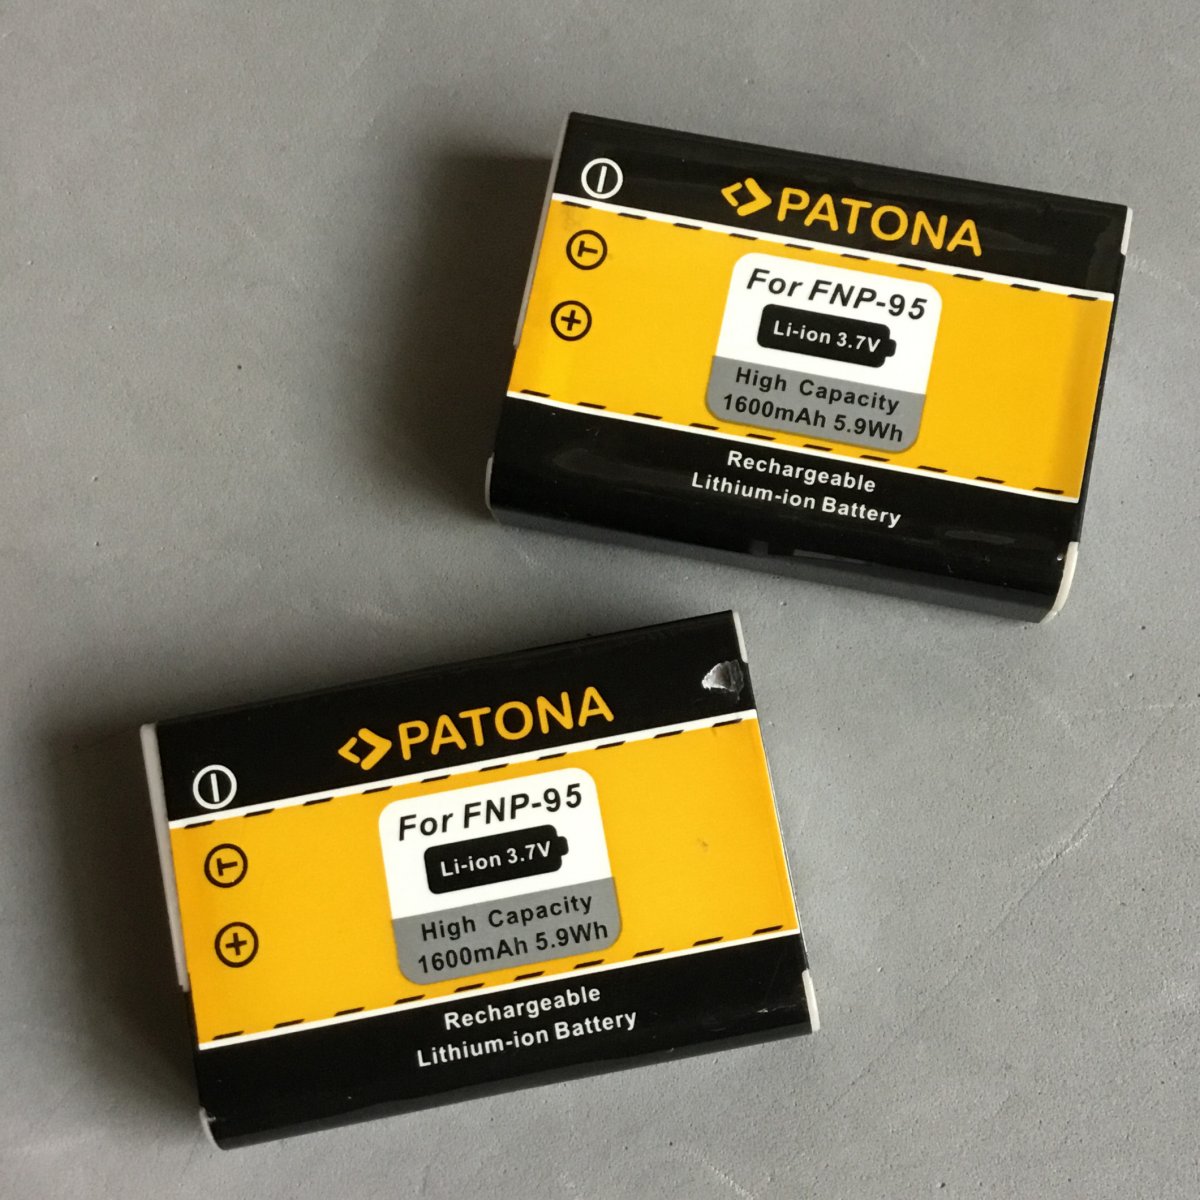 PATONA
For FNP-95
Li-ion 3.7V
High Capacity
1600mAh 5.9Wh
Rechargeable
Lithium-ion Battery
T
+
PATONA
For FNP-95
Li-ion 3.7V
High Capacity
1600mAh 5.9Wh
Rechargeable
Lithium-ion Battery
T
+